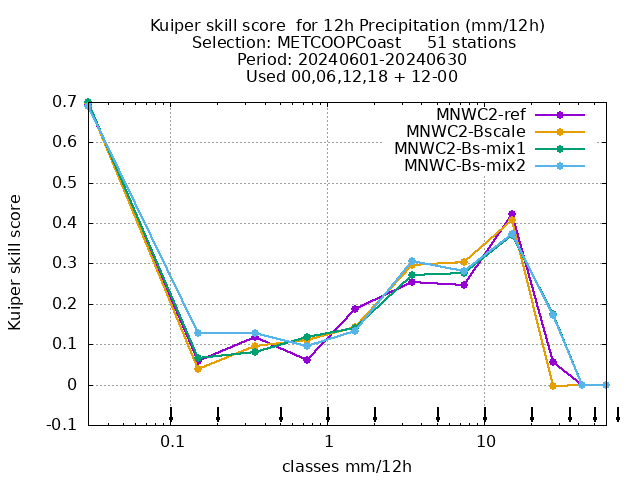 Kuiper skill score  for 12h Precipitation (mm/12h)
Selection: METCOOPCoast     51 stations
Period: 20240601-20240630
Used 00,06,12,18 + 12-00
MNWC2-ref
MNWC2-Bscale
MNWC2-Bs-mix1
MNWC-Bs-mix2
Kuiper skill score
0.7
0.6
0.5
0.4
0.3
0.2
0.1
0
-0.1
0.1
1
10
classes mm/12h